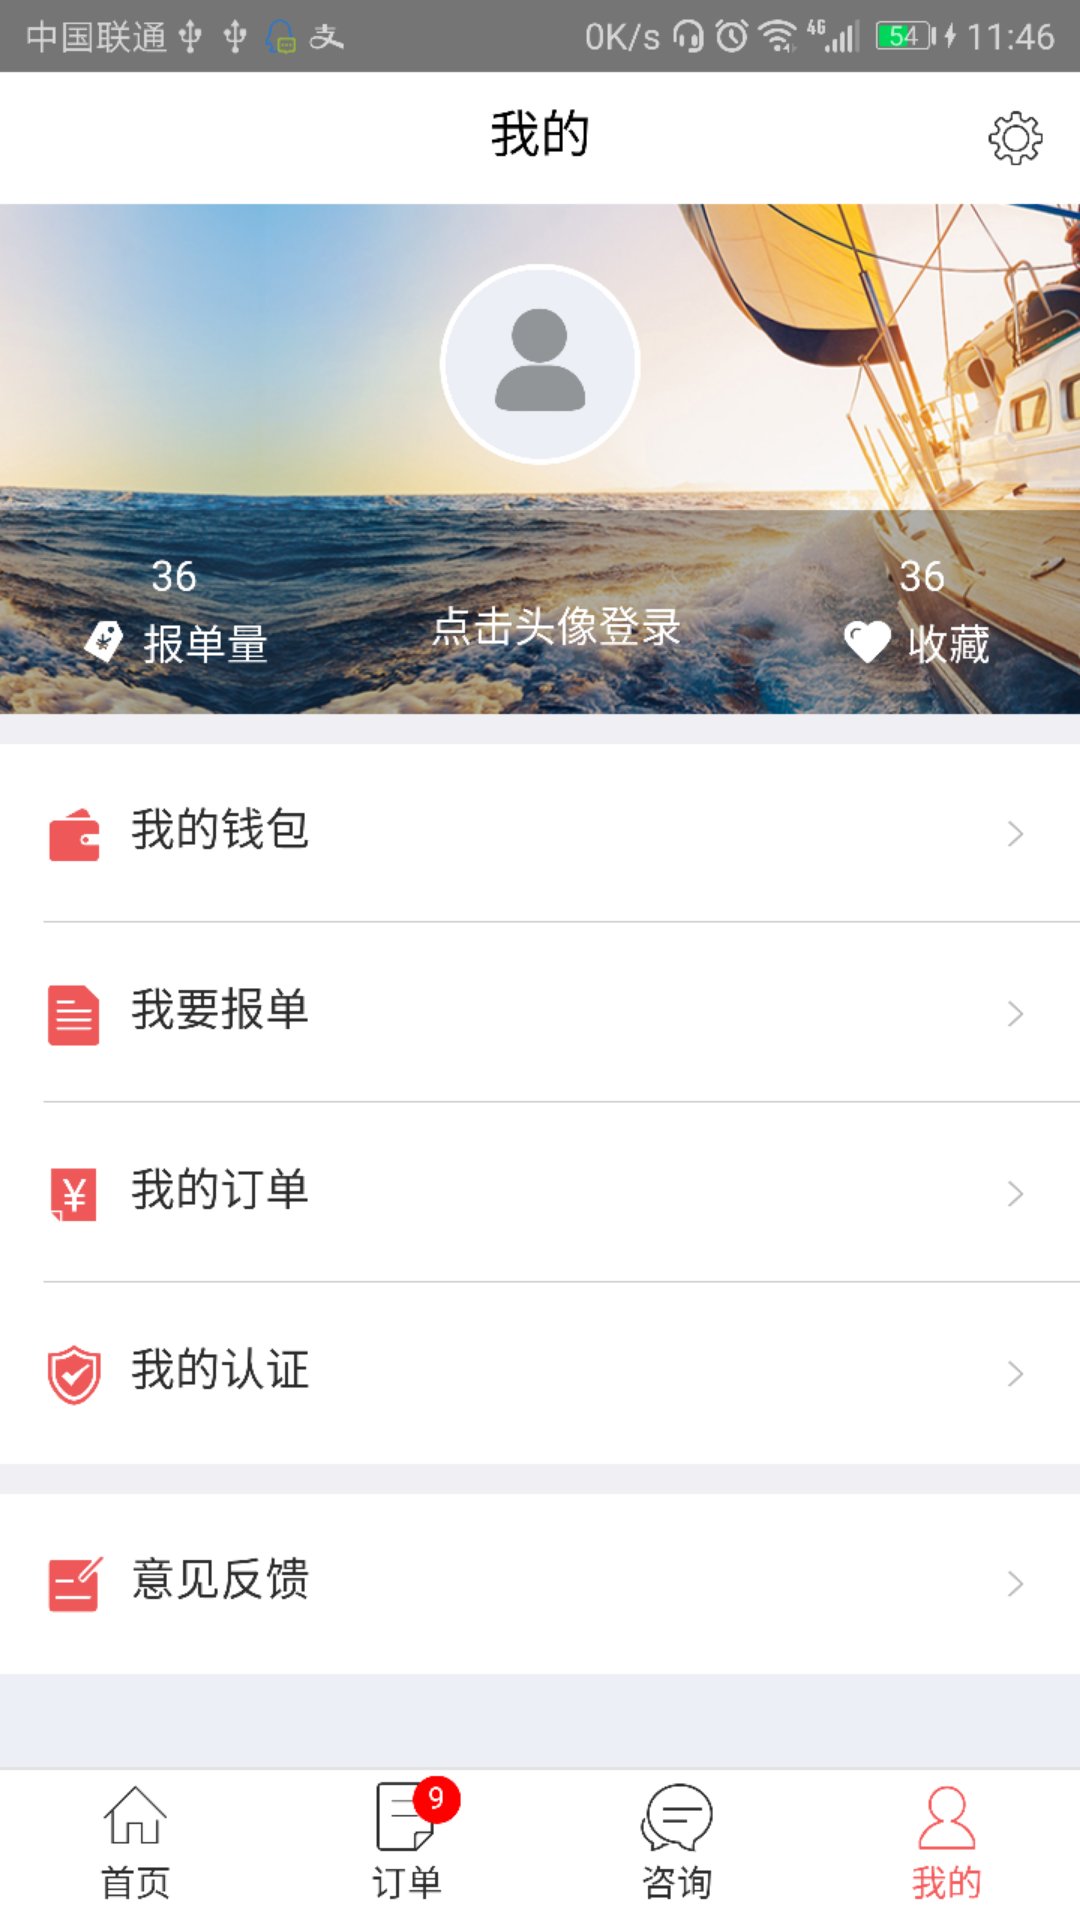 中国联通 支 0K/s 4G 54 11:46
我的
36
报单量
点击头像登录
36
收藏
我的钱包
我要报单
¥ 我的订单
我的认证
意见反馈
9
首页 订单 咨询 我的